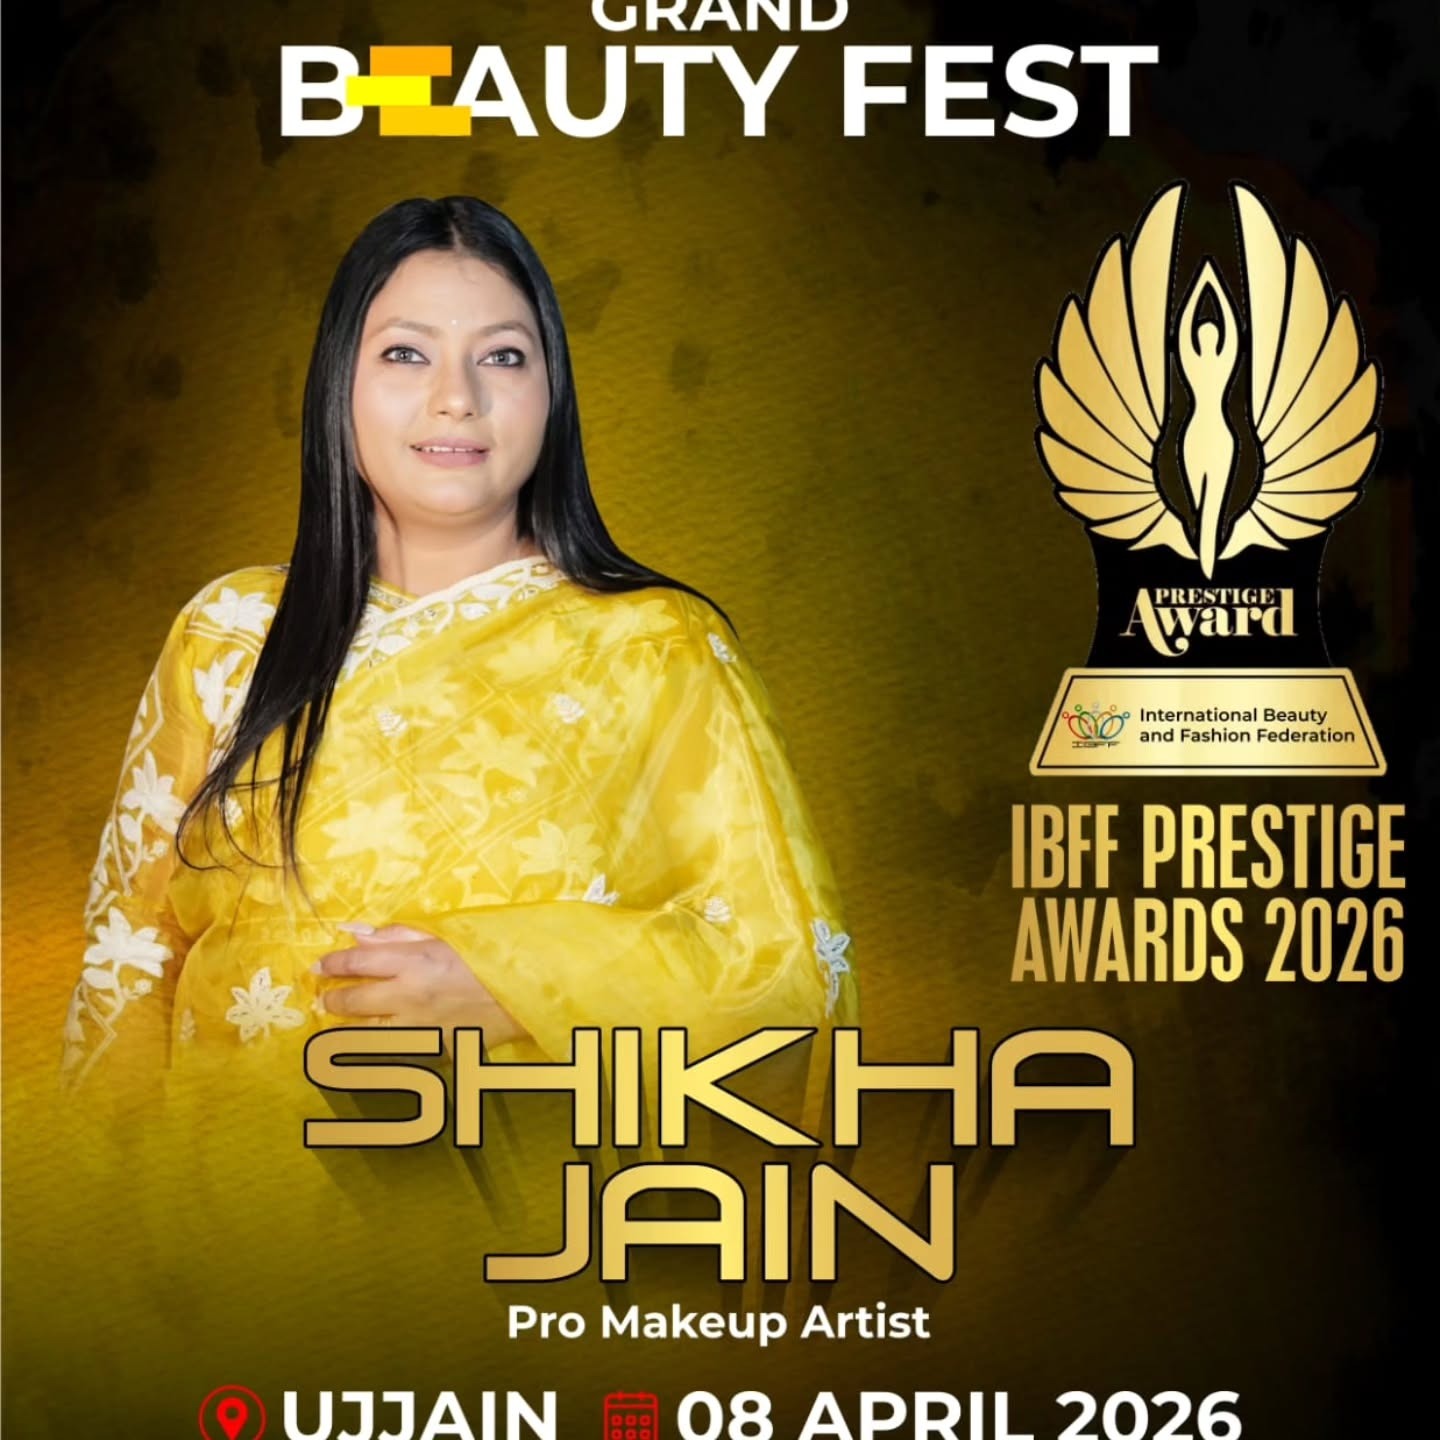 GRAND
BEAUTY FEST
PRESTIGE
Award
International Beauty
and Fashion Federation
IBFF
IBFF PRESTIGE
AWARDS 2026
SHIKHA
JAIN
Pro Makeup Artist
UJJAIN 08 APRIL 2026